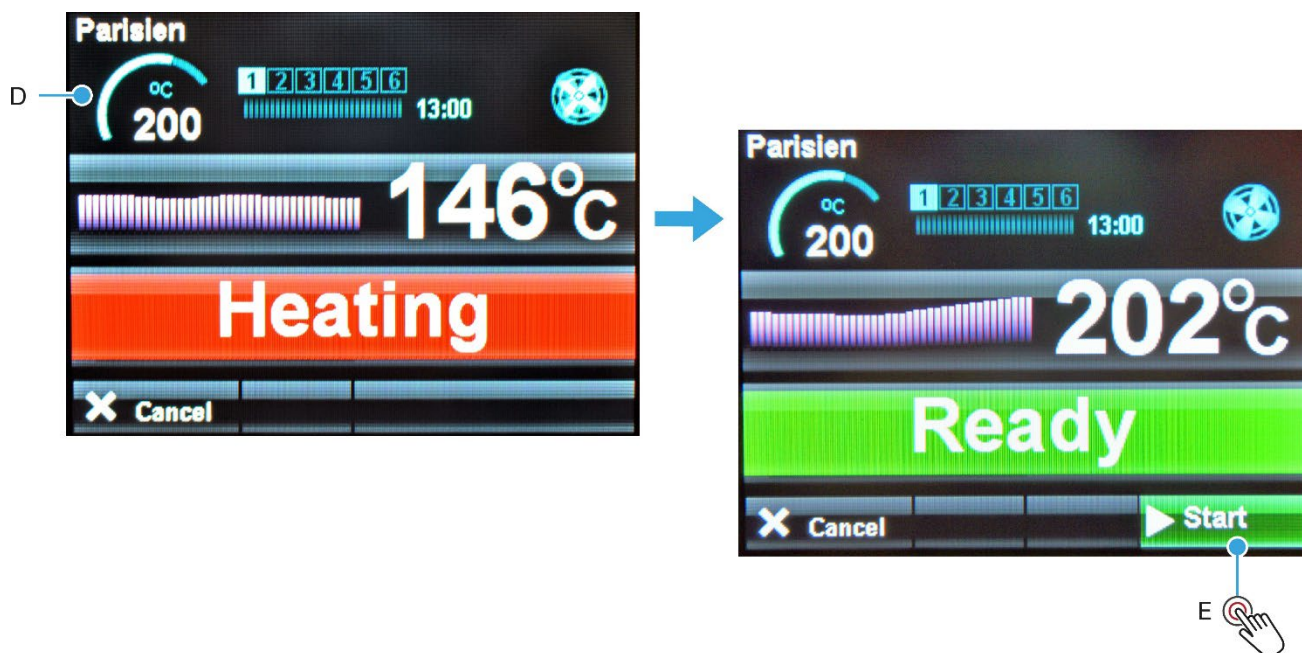 Parisien
D
°C
200
1 2 3 4 5 6
13:00
146°C
Heating
Cancel
Parisien
°C
200
1 2 3 4 5 6
13:00
202°C
Ready
Cancel
Start
E